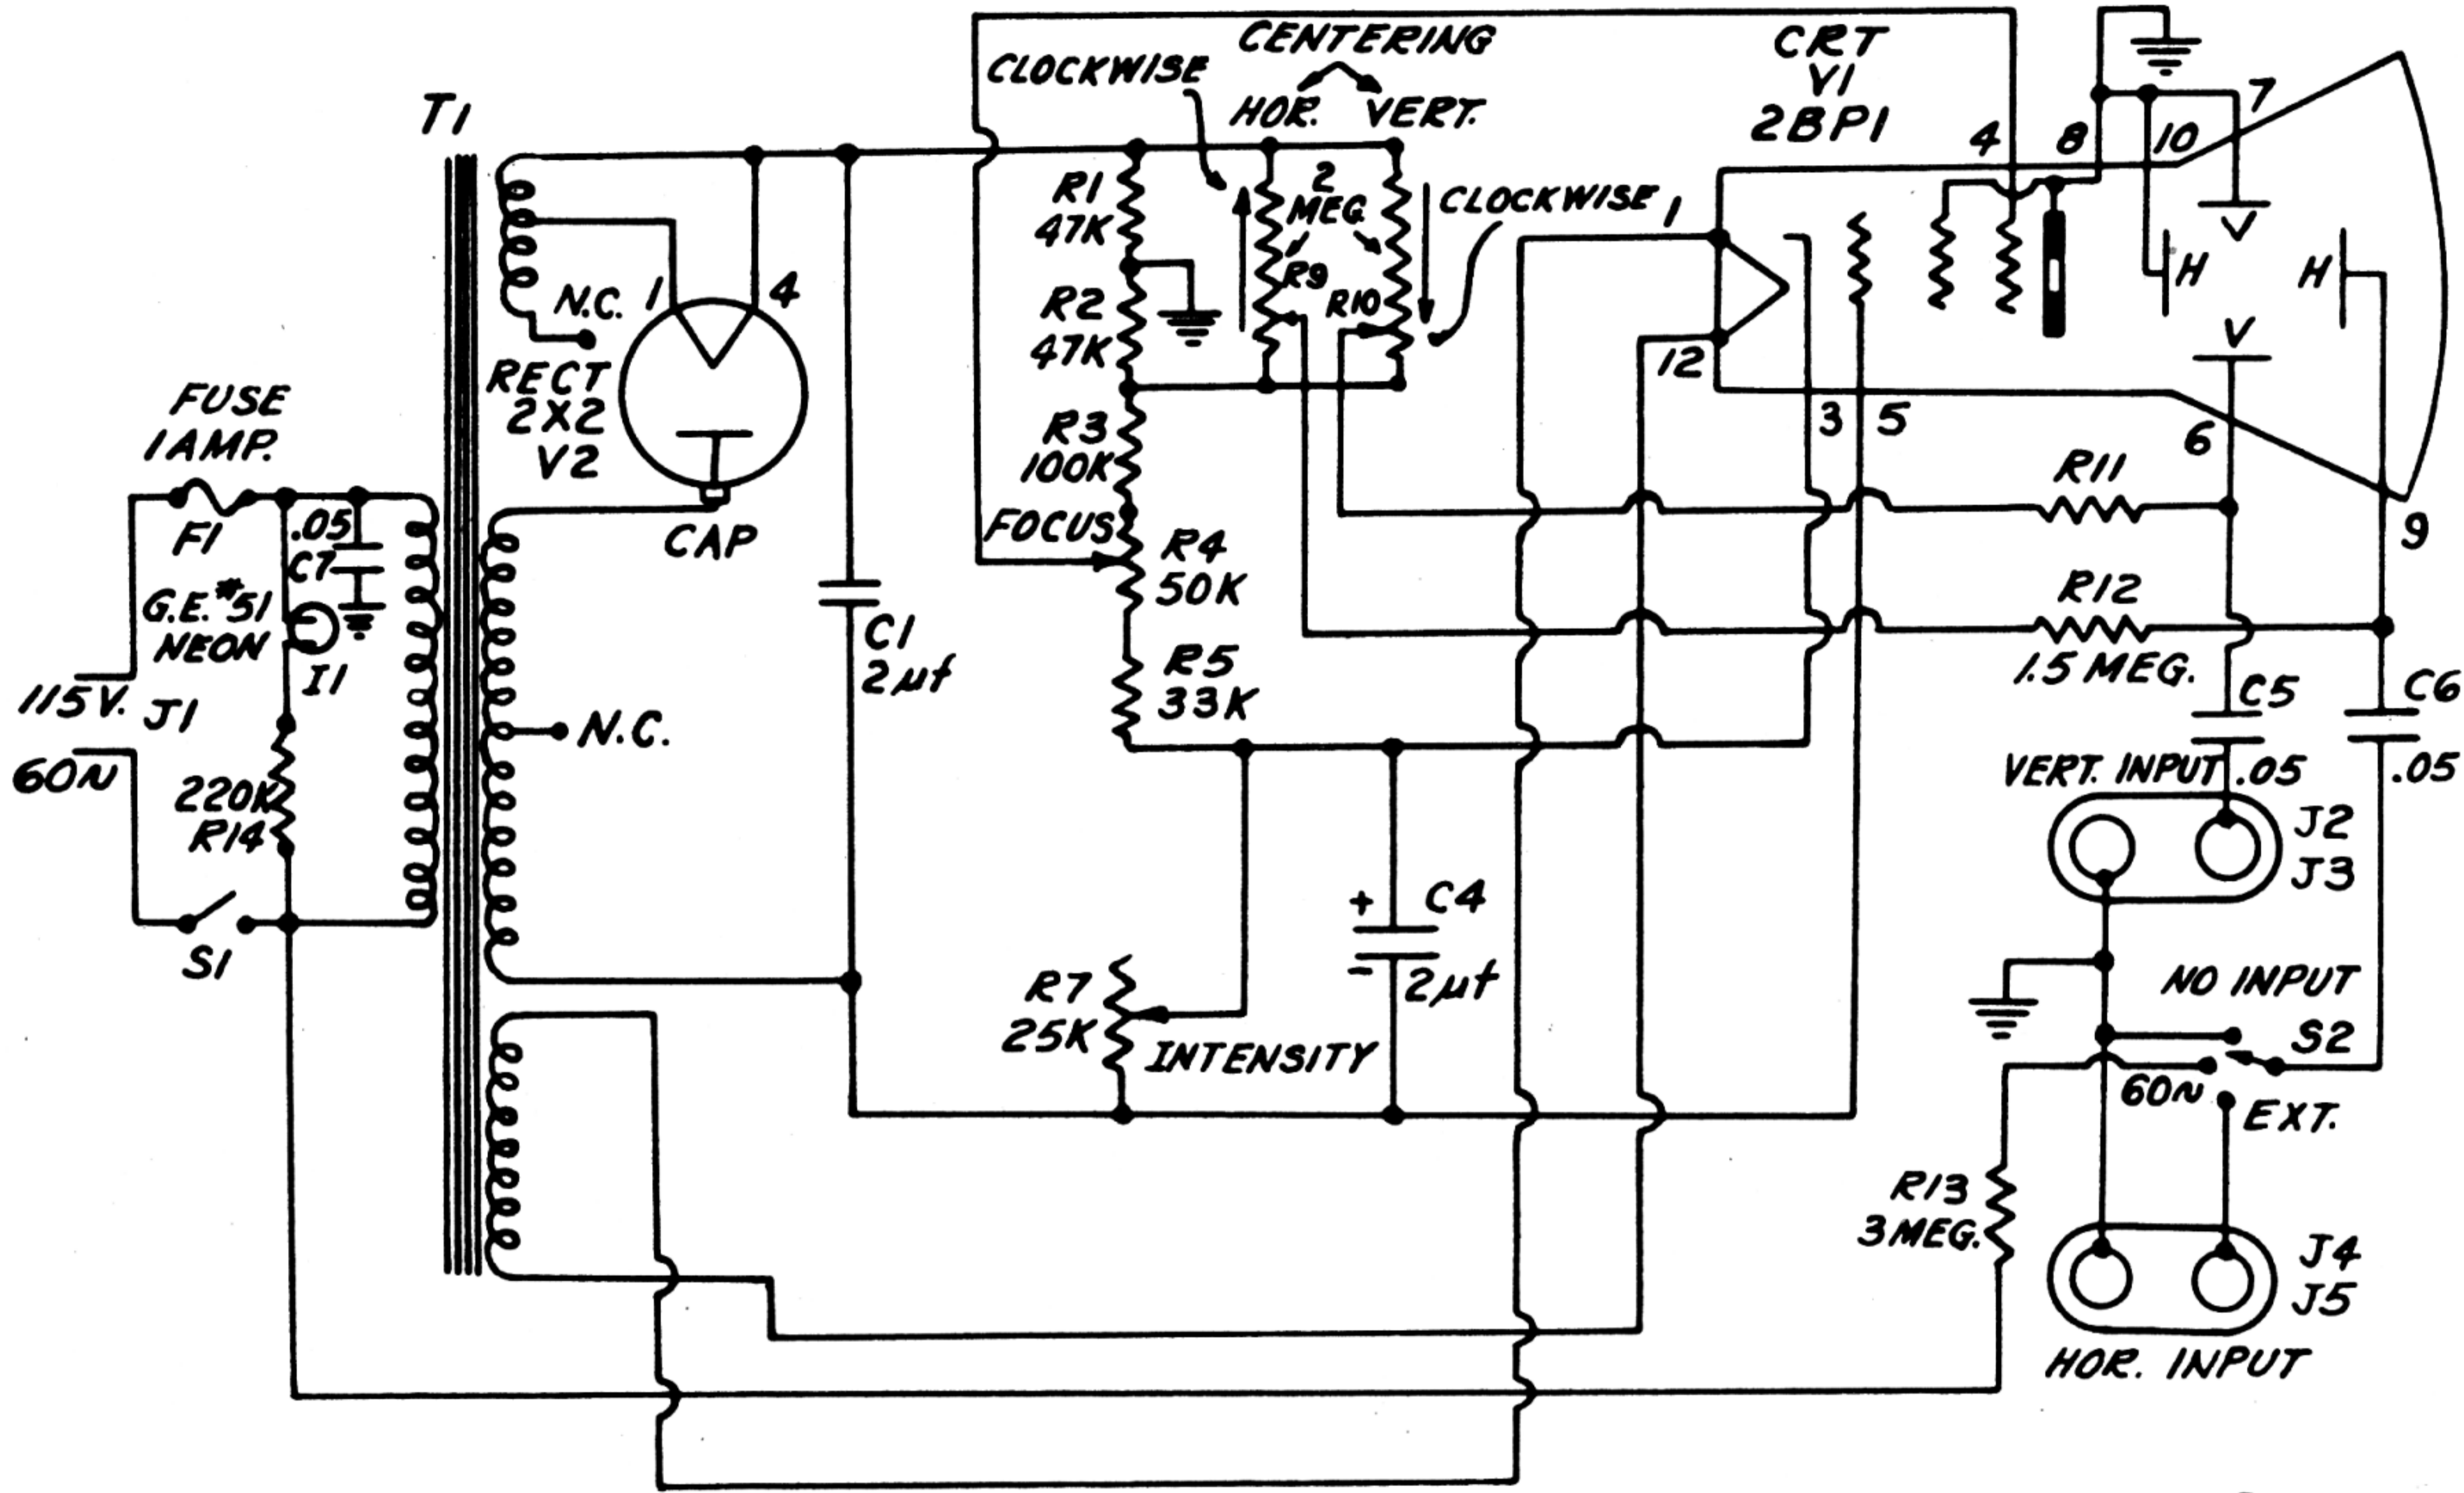 CENTERING
CLOCKWISE
HOR. VERT.
CRT
V1
2BP1
T1
4
8
10
7
R1
47K
2
MEG.
CLOCKWISE
1
R9
R10
N.C.
1
4
R2
47K
H
H
V
V
12
RECT
2X2
V2
FUSE
1AMP.
R3
100K
3
5
6
R11
9
F1
.05
C7
CAP
FOCUS
R4
50K
G.E. #51
NEON
I1
R12
1.5 MEG.
C1
2µf
R5
33K
C5
.05
C6
.05
115V.
J1
60~
N.C.
VERT. INPUT
J2
J3
220K
R14
S1
+
-
C4
2µf
R7
25K
INTENSITY
NO INPUT
S2
60~
EXT.
R13
3 MEG.
J4
J5
HOR. INPUT